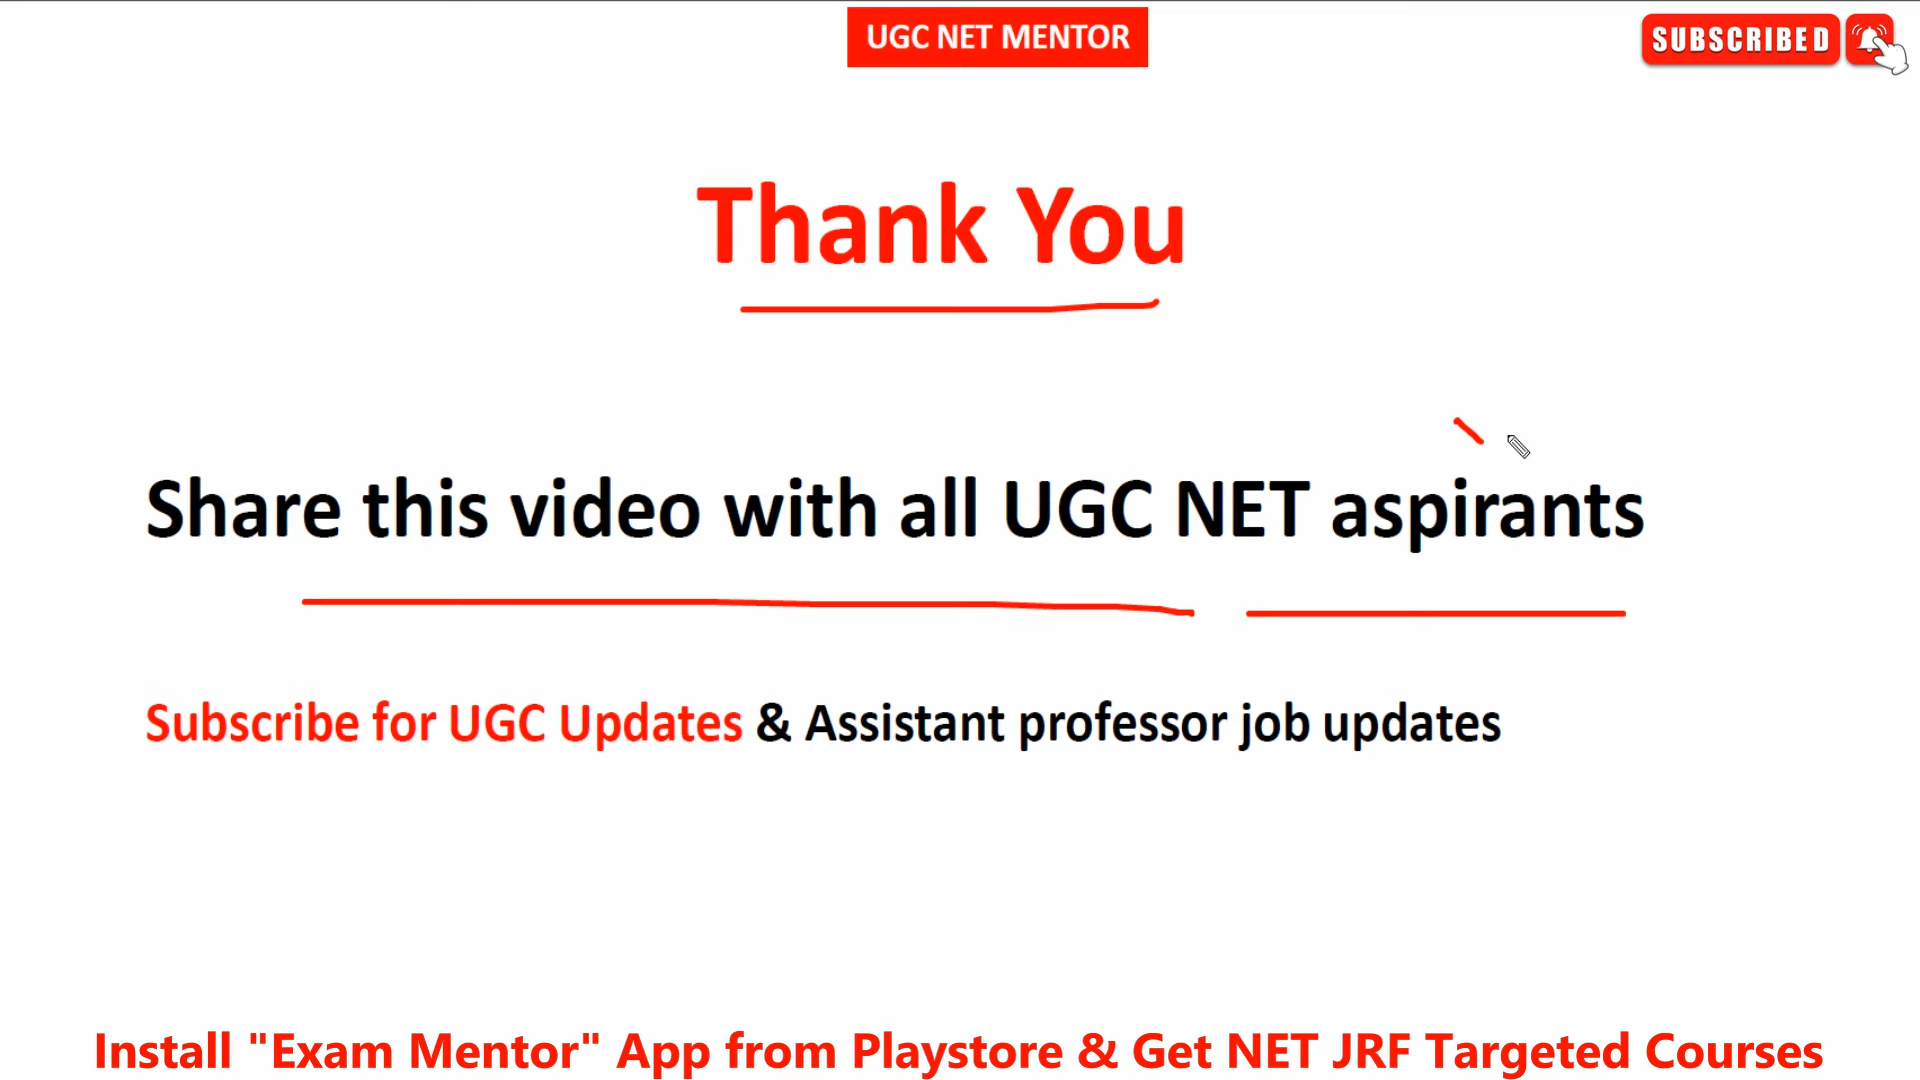 UGC NET MENTOR
SUBSCRIBED
Thank You
Share this video with all UGC NET aspirants
Subscribe for UGC Updates & Assistant professor job updates
Install "Exam Mentor" App from Playstore & Get NET JRF Targeted Courses